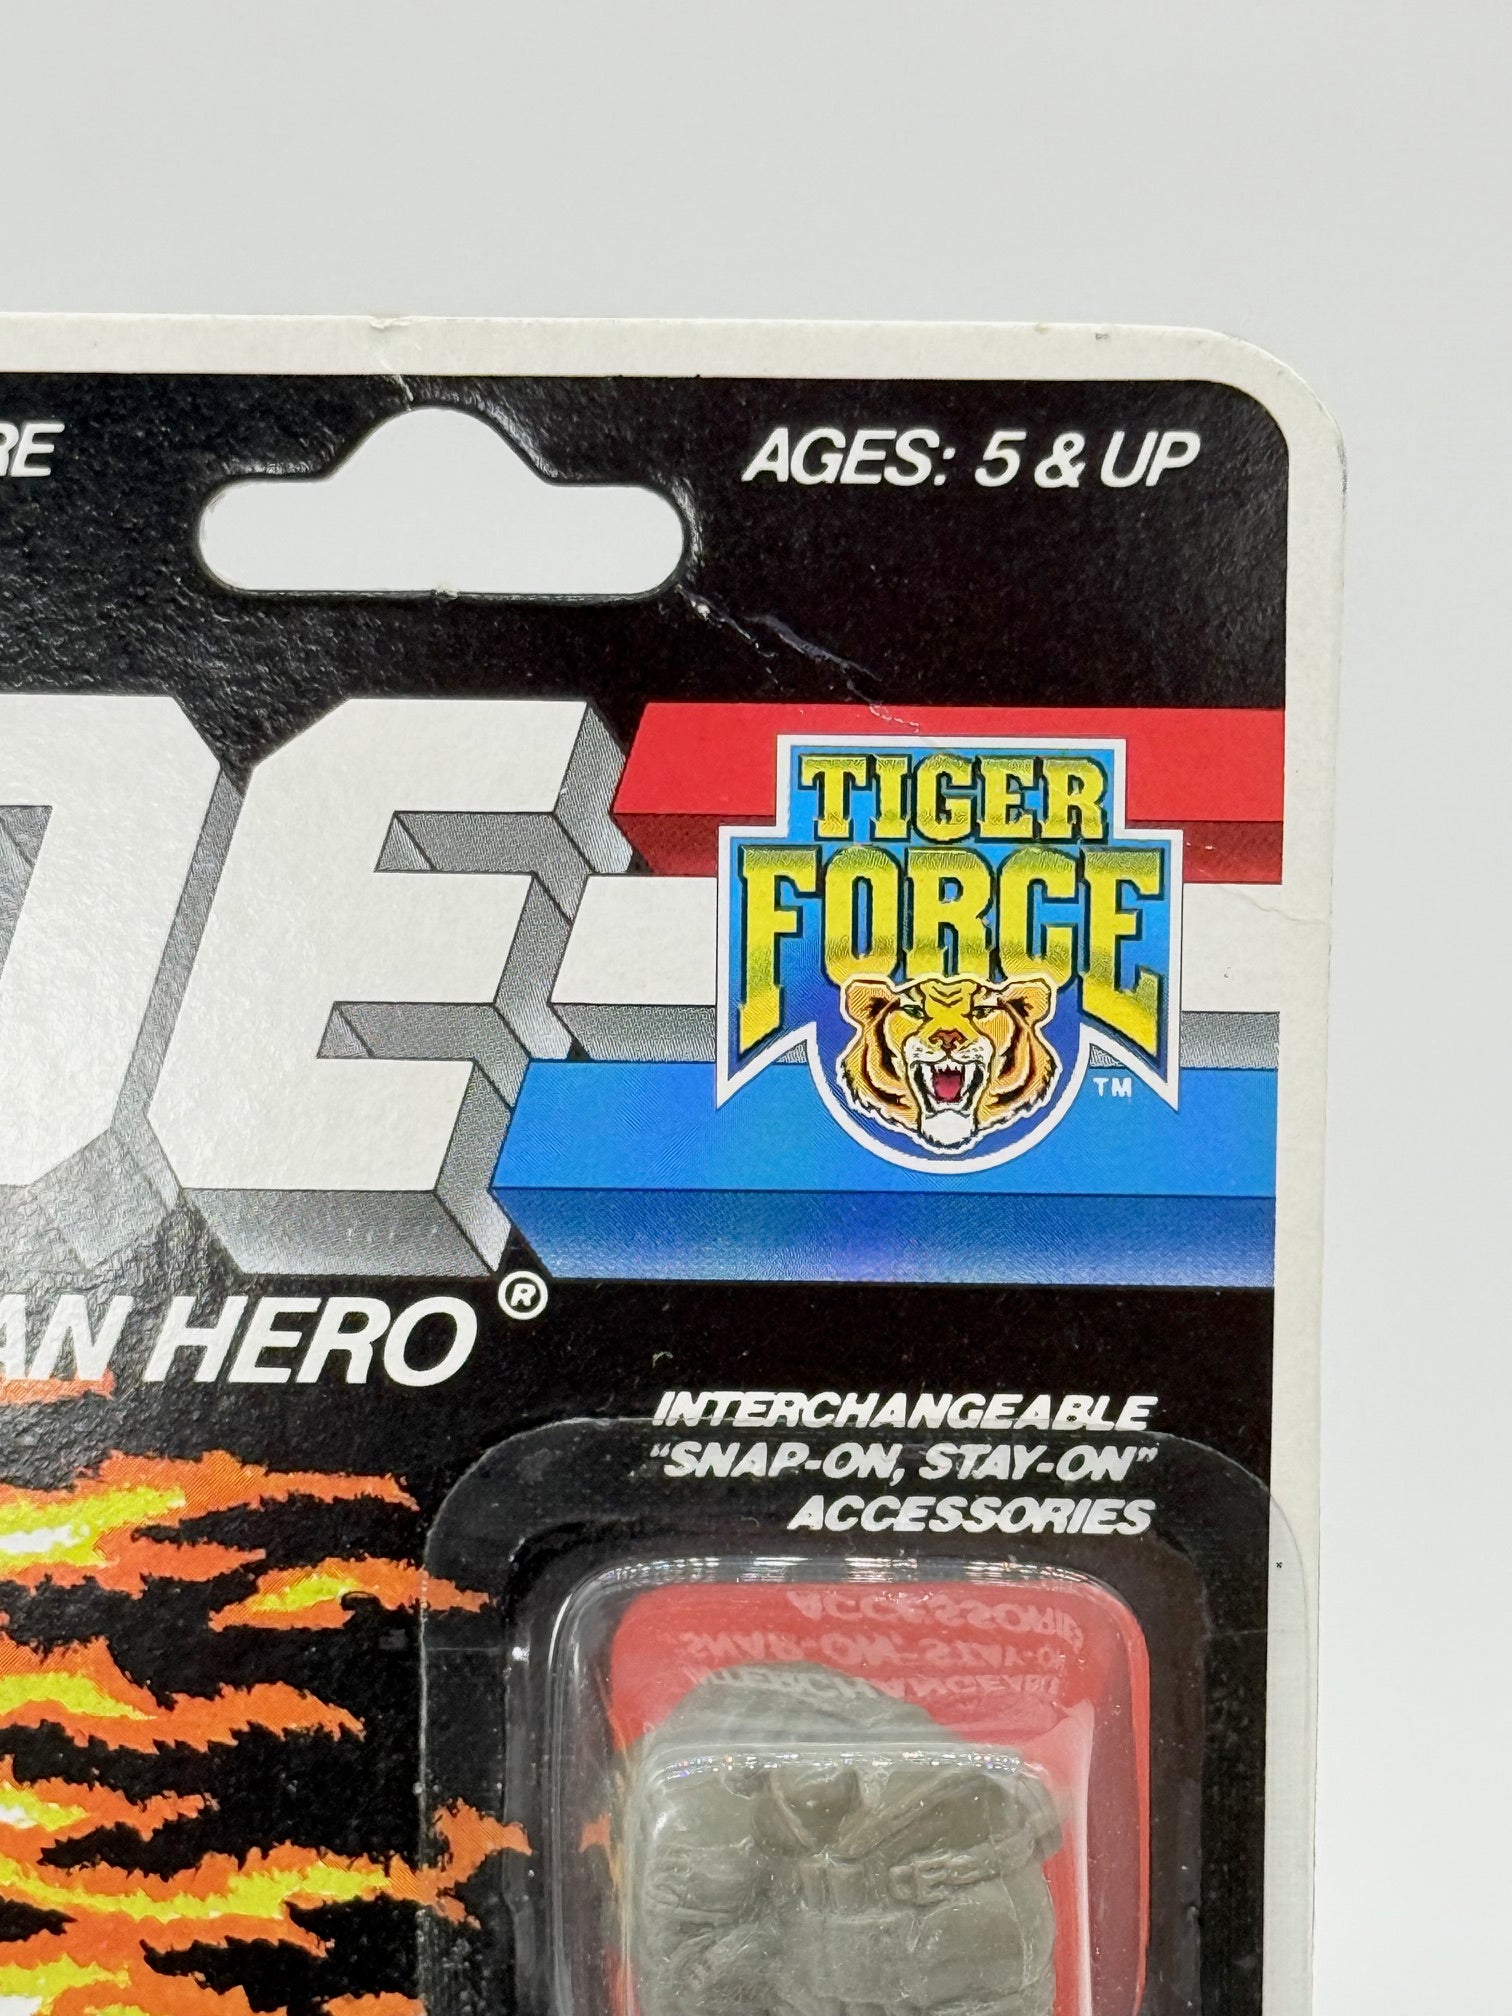 RE
AGES: 5 & UP
OE
TIGER
FORCE
TM
AN HERO®
INTERCHANGEABLE
"SNAP-ON, STAY-ON"
ACCESSORIES